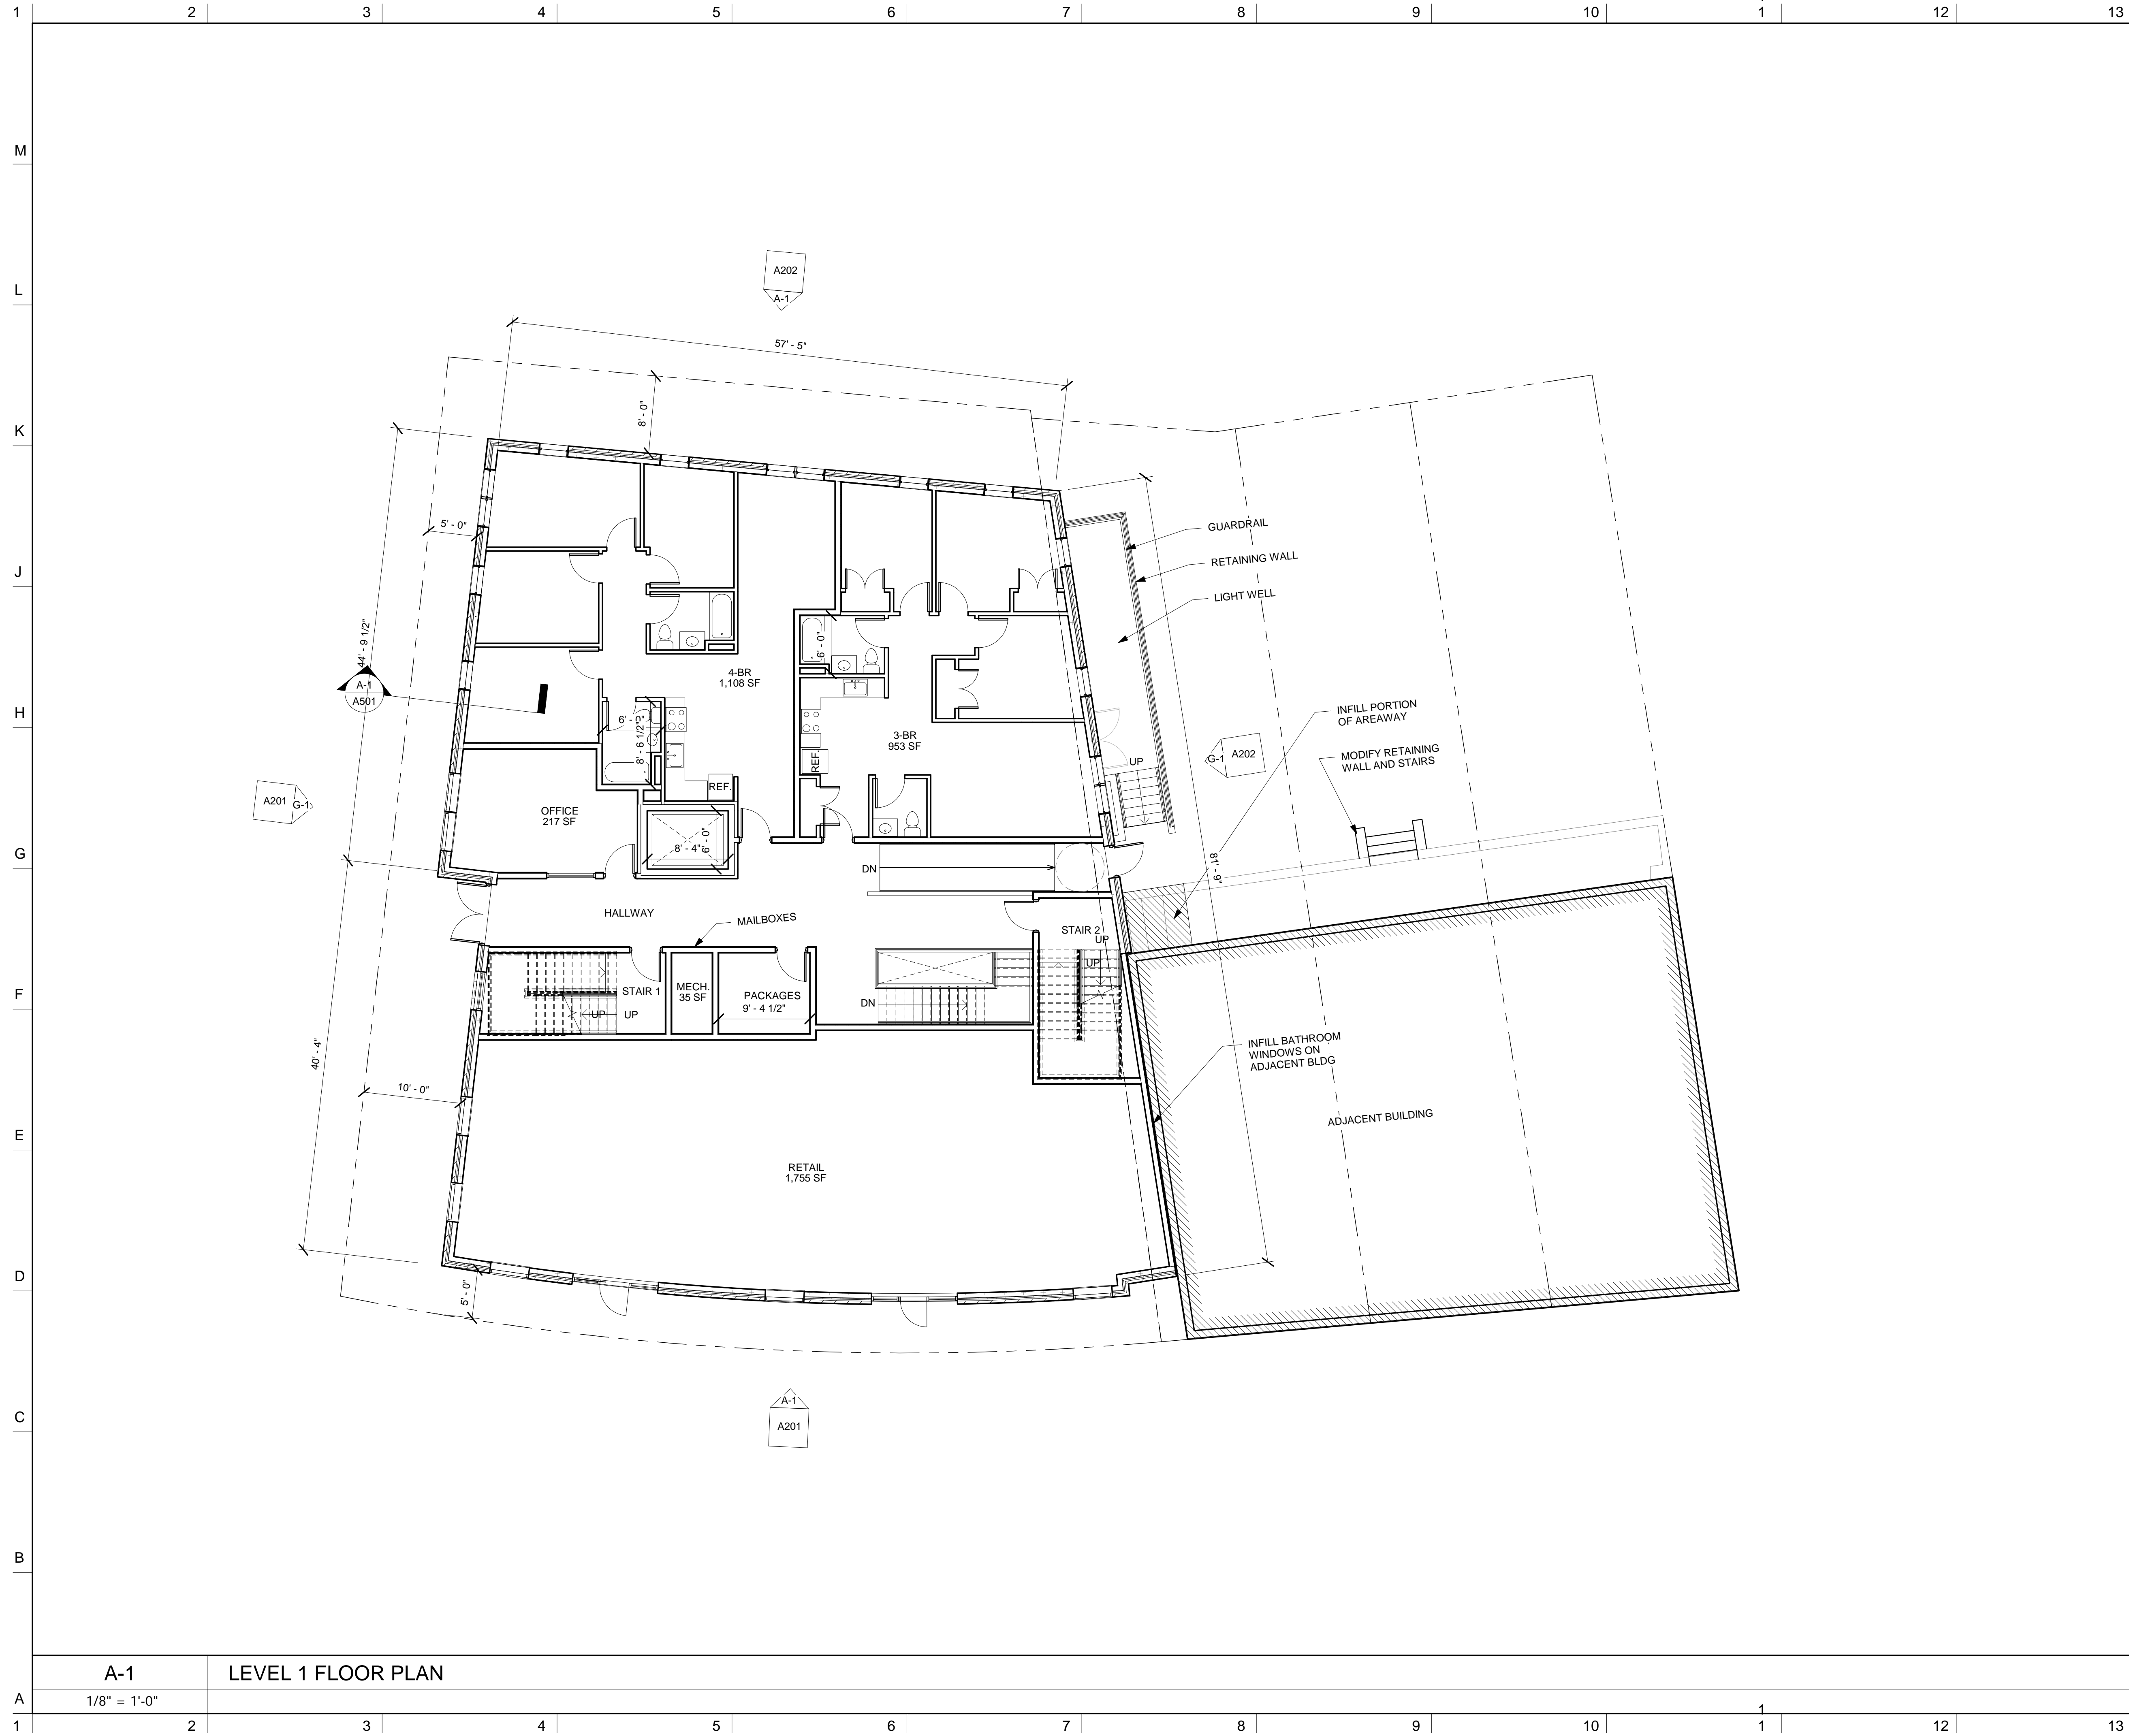 1 2 3 4 5 6 7 8 9 10 1 12 13
M
L
K
J
H
G
F
E
D
C
B
A
A202
A-1
57' - 5"
8' - 0"
5' - 0"
44' - 9 1/2"
A-1
A501
GUARDRAIL
RETAINING WALL
LIGHT WELL
4-BR
1,108 SF
6' - 0"
6' - 0"
8' - 6 1/2"
REF.
3-BR
953 SF
REF.
UP
G-1
A202
INFILL PORTION
OF AREAWAY
MODIFY RETAINING
WALL AND STAIRS
A201
G-1
OFFICE
217 SF
8' - 4"
6' - 0"
DN
81' - 9"
HALLWAY
MAILBOXES
STAIR 2
UP
UP
STAIR 1
UP
UP
MECH.
35 SF
PACKAGES
9' - 4 1/2"
DN
INFILL BATHROOM
WINDOWS ON
ADJACENT BLDG
40' - 4"
10' - 0"
ADJACENT BUILDING
RETAIL
1,755 SF
5' - 0"
A-1
A201
A-1
LEVEL 1 FLOOR PLAN
1/8" = 1'-0"
1
1 2 3 4 5 6 7 8 9 10 1 12 13